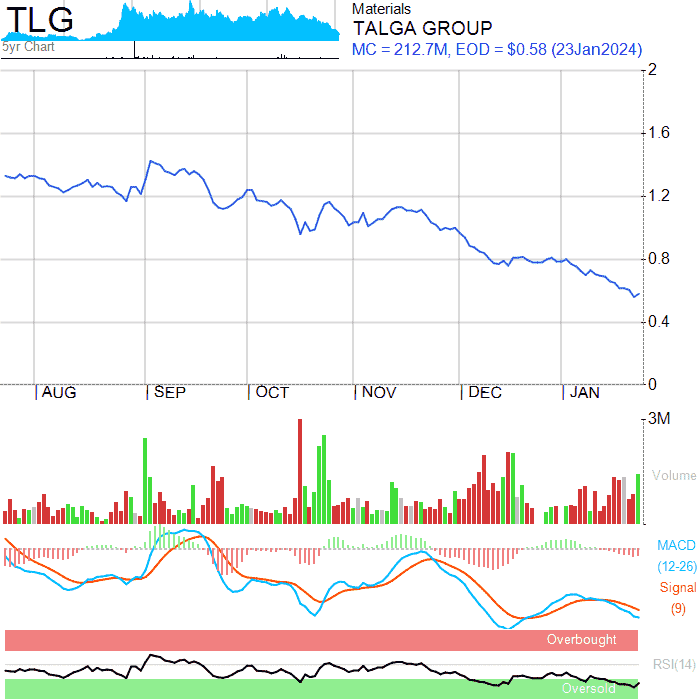 TLG
5yr Chart
Materials
TALGA GROUP
MC = 212.7M, EOD = $0.58 (23Jan2024)
2
1.6
1.2
0.8
0.4
0
AUG SEP OCT NOV DEC JAN
3M
Volume
MACD
(12-26)
Signal
(9)
Overbought
RSI(14)
Oversold